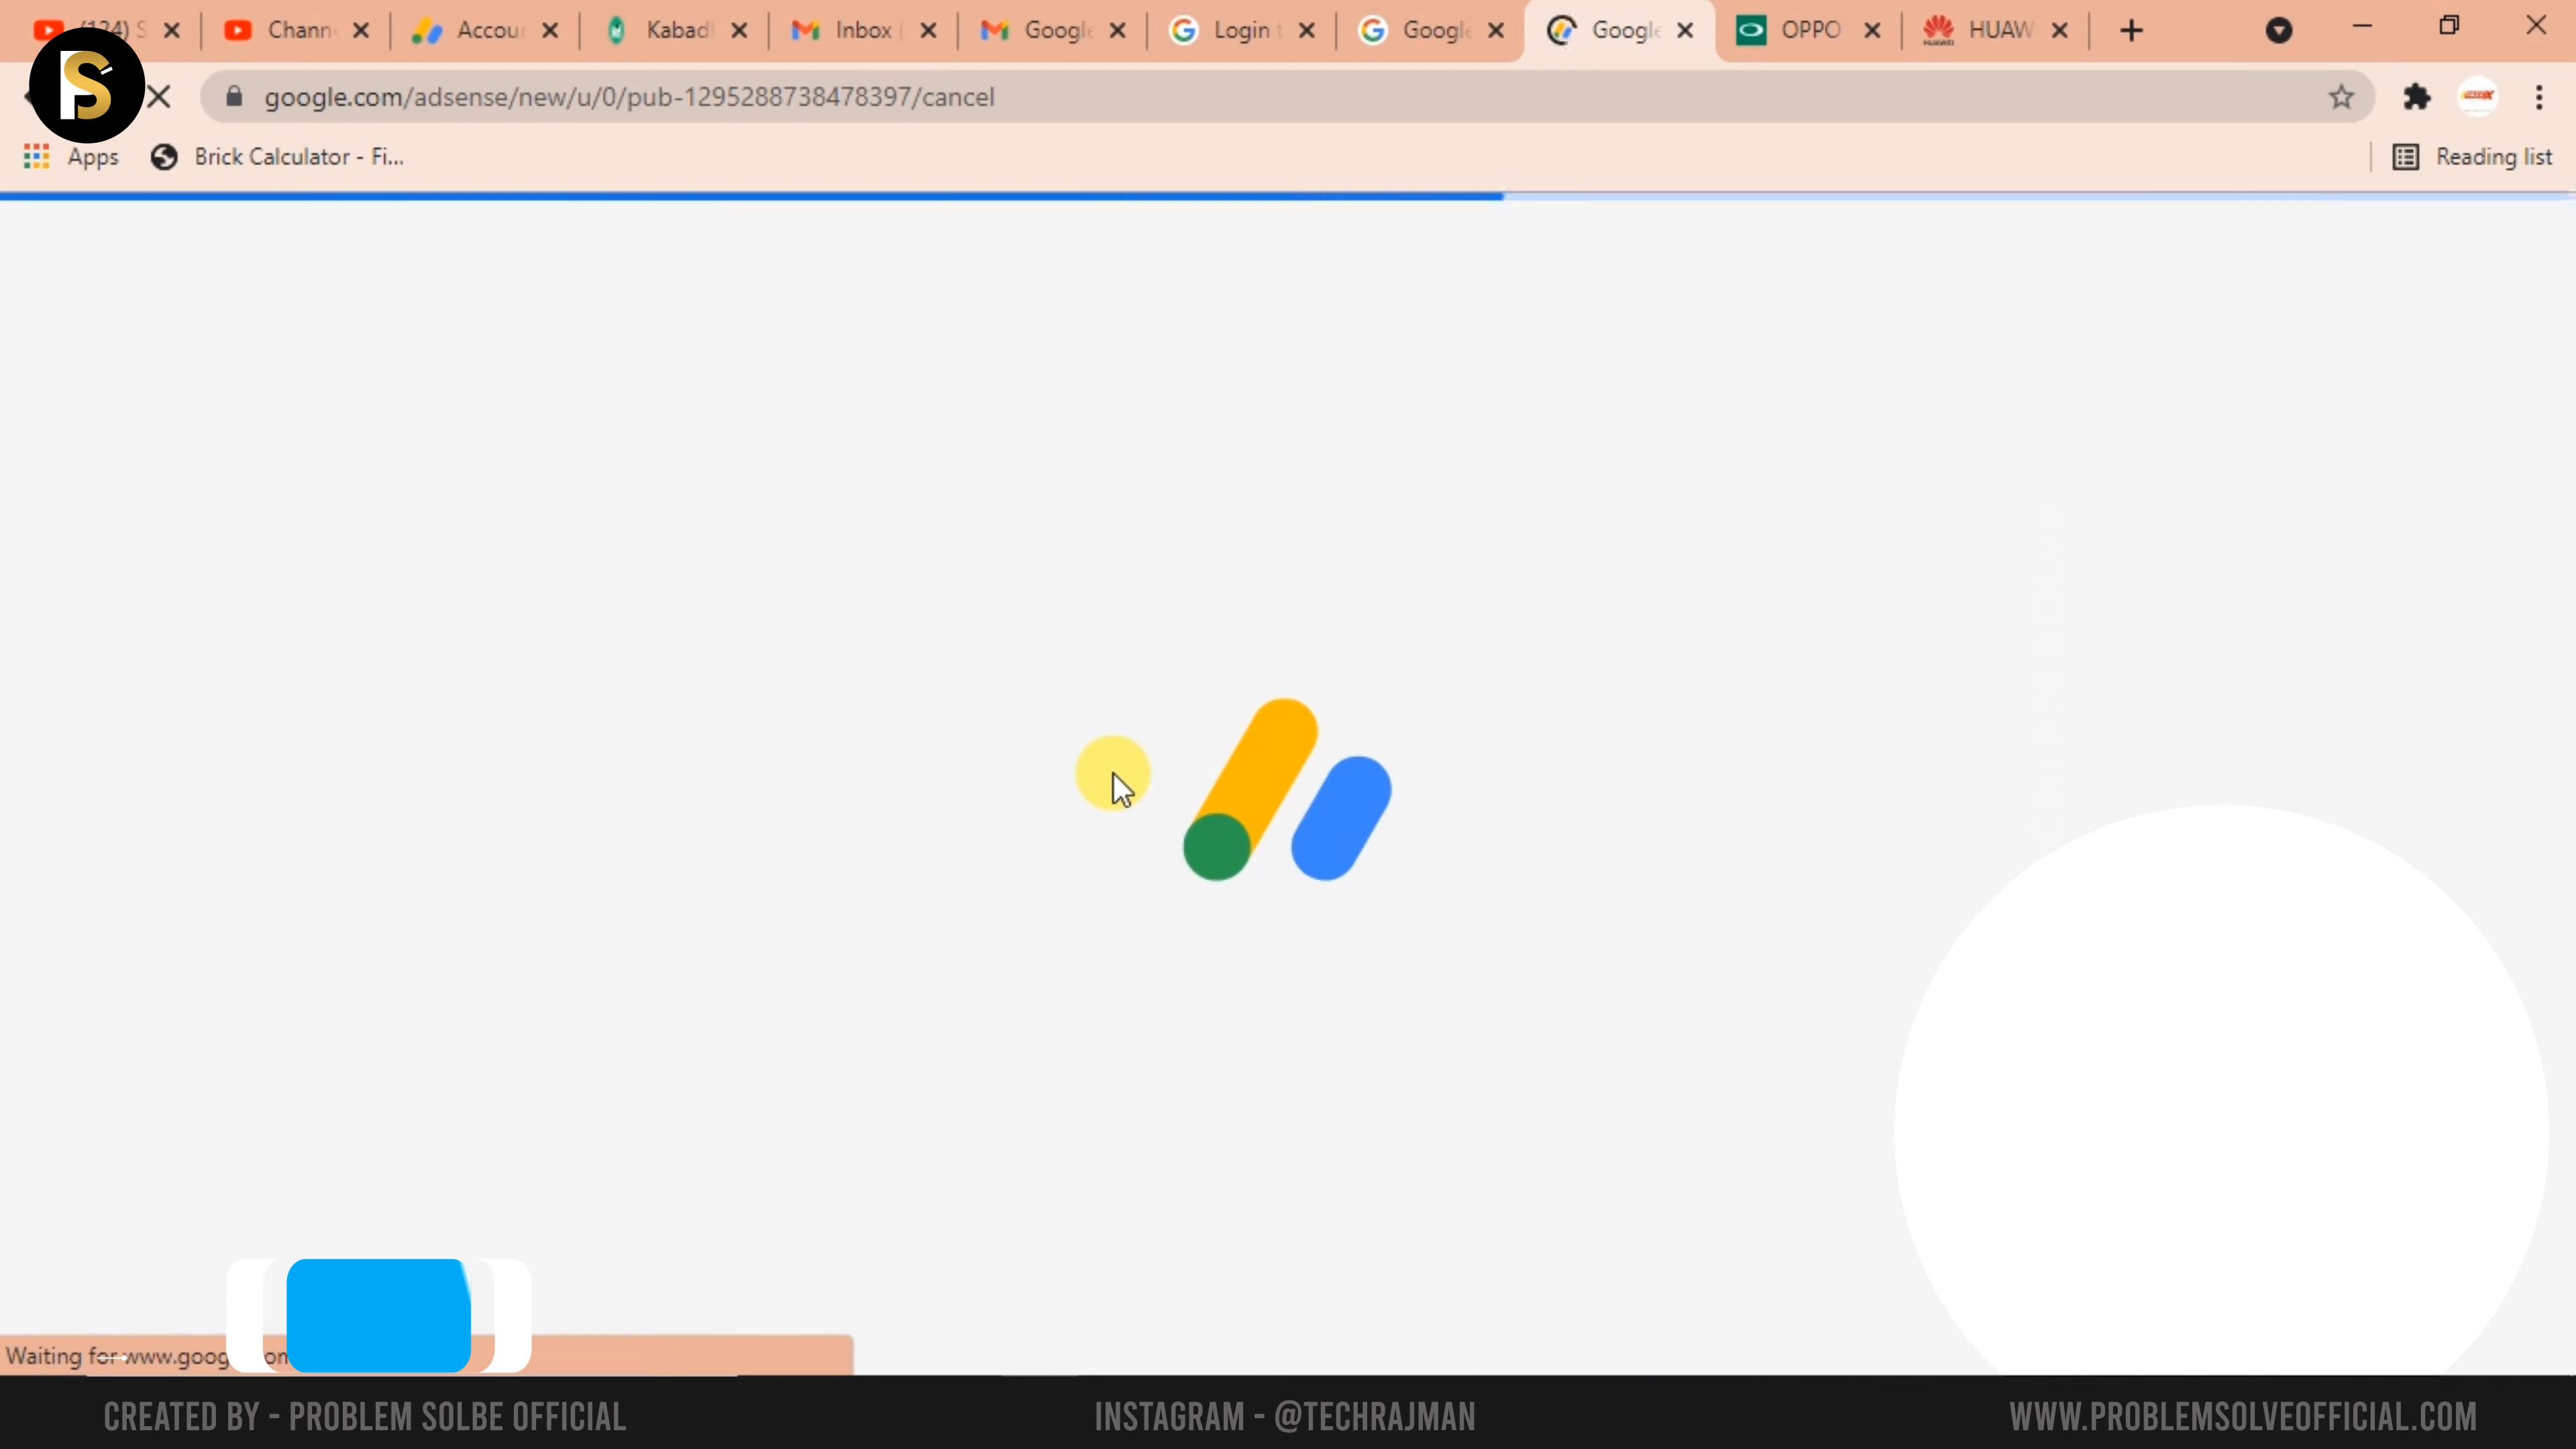 (124) S
Chann
Accour
Kabad
Inbox (
Google
Login t
Google
Google
OPPO
HUAW
google.com/adsense/new/u/0/pub-1295288738478397/cancel
Apps
Brick Calculator - Fi...
Reading list
Waiting for www.goog
CREATED BY - PROBLEM SOLBE OFFICIAL
INSTAGRAM - @TECHRAJMAN
WWW.PROBLEMSOLVEOFFICIAL.COM